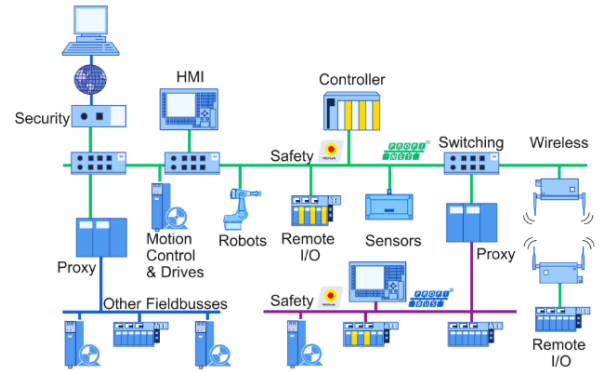 HMI
Controller
Security
Safety
PROFI
NET
Switching
Wireless
Motion
Control
& Drives
Robots
Remote
I/O
Sensors
Proxy
Proxy
Other Fieldbusses
Safety
PROFI
BUS
Remote
I/O